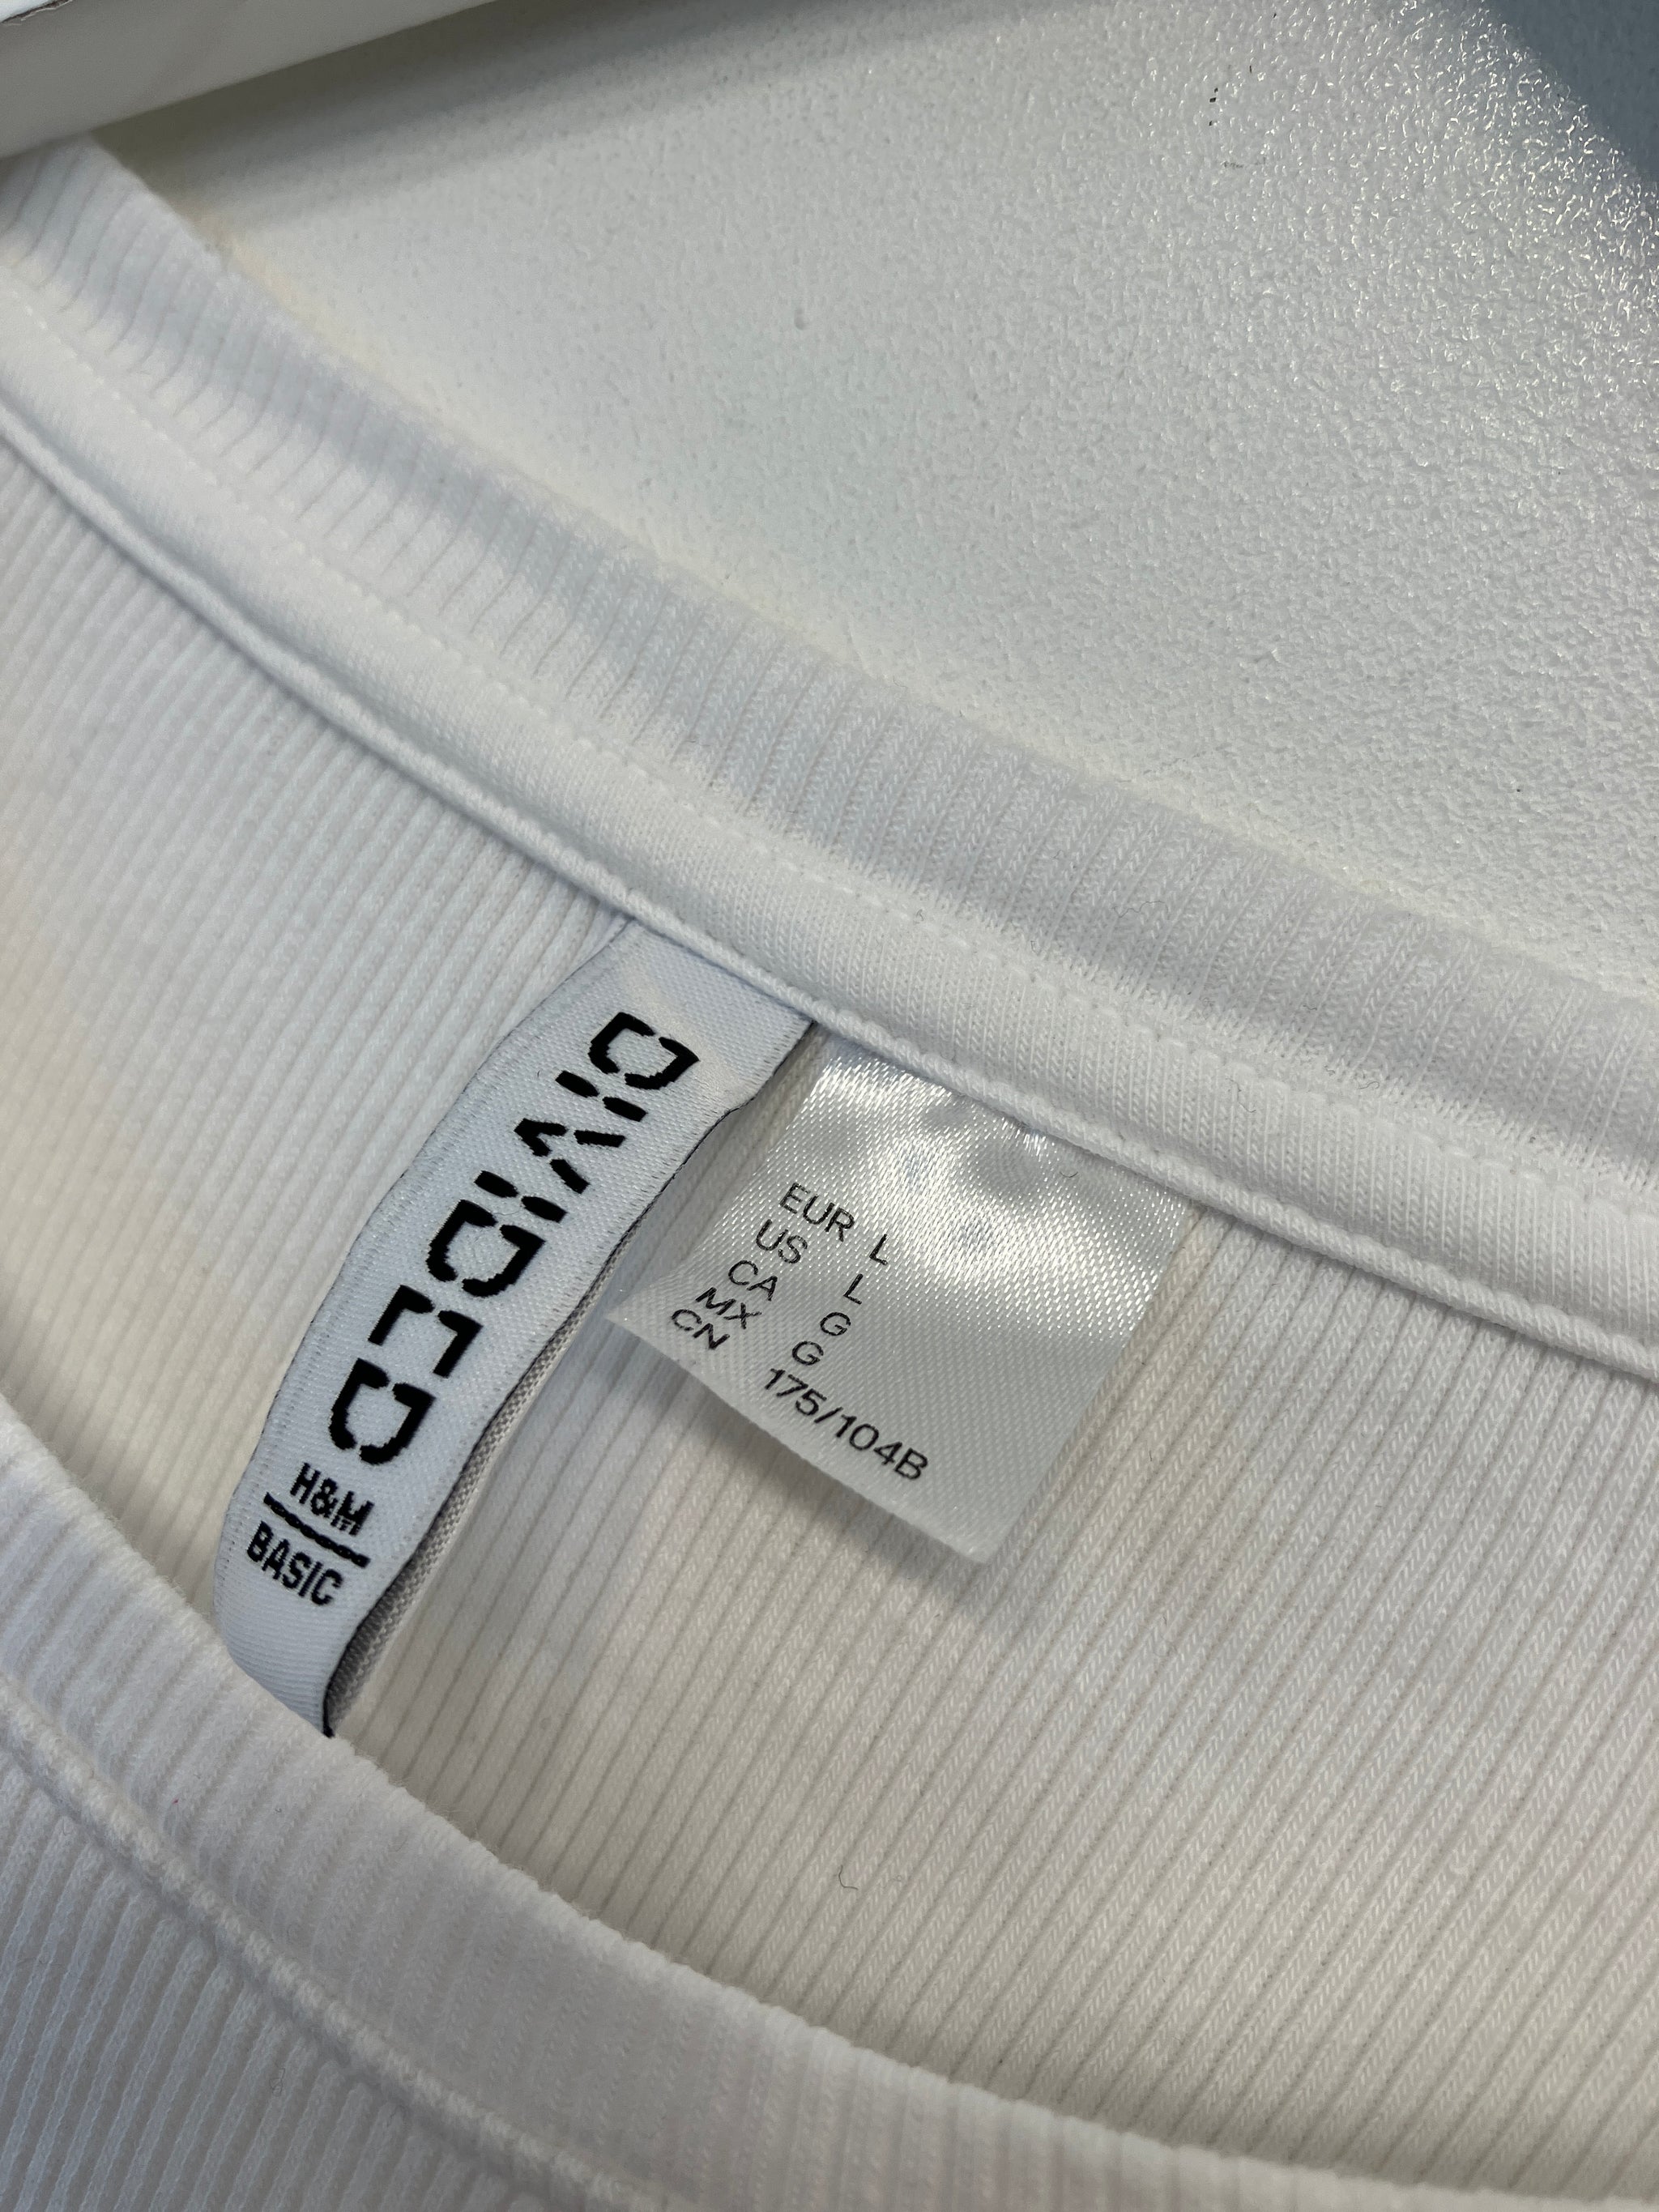 DIVIDED
H&M
BASIC
EUR L
US L
CA G
MX G
CN 175/104B